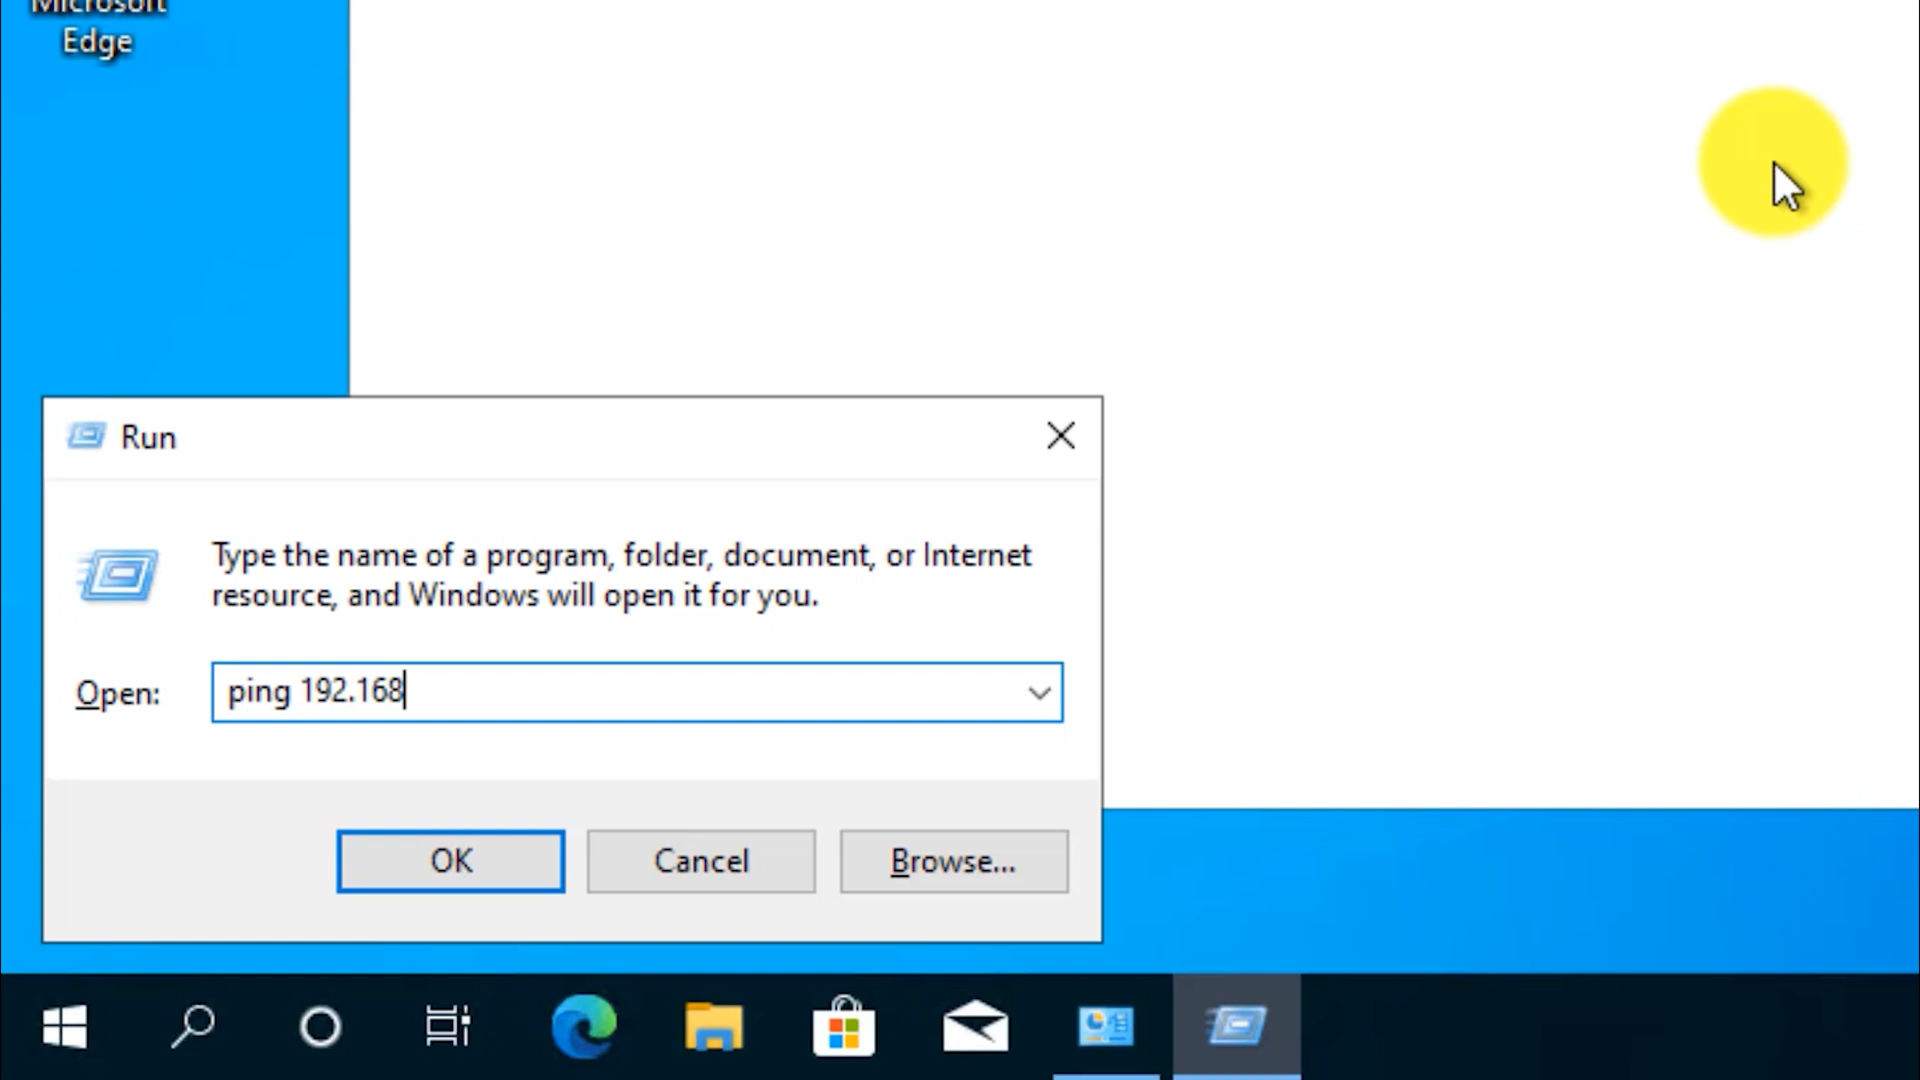 Microsoft
Edge
Run
Type the name of a program, folder, document, or Internet
resource, and Windows will open it for you.
Open:
ping 192.168
OK
Cancel
Browse...